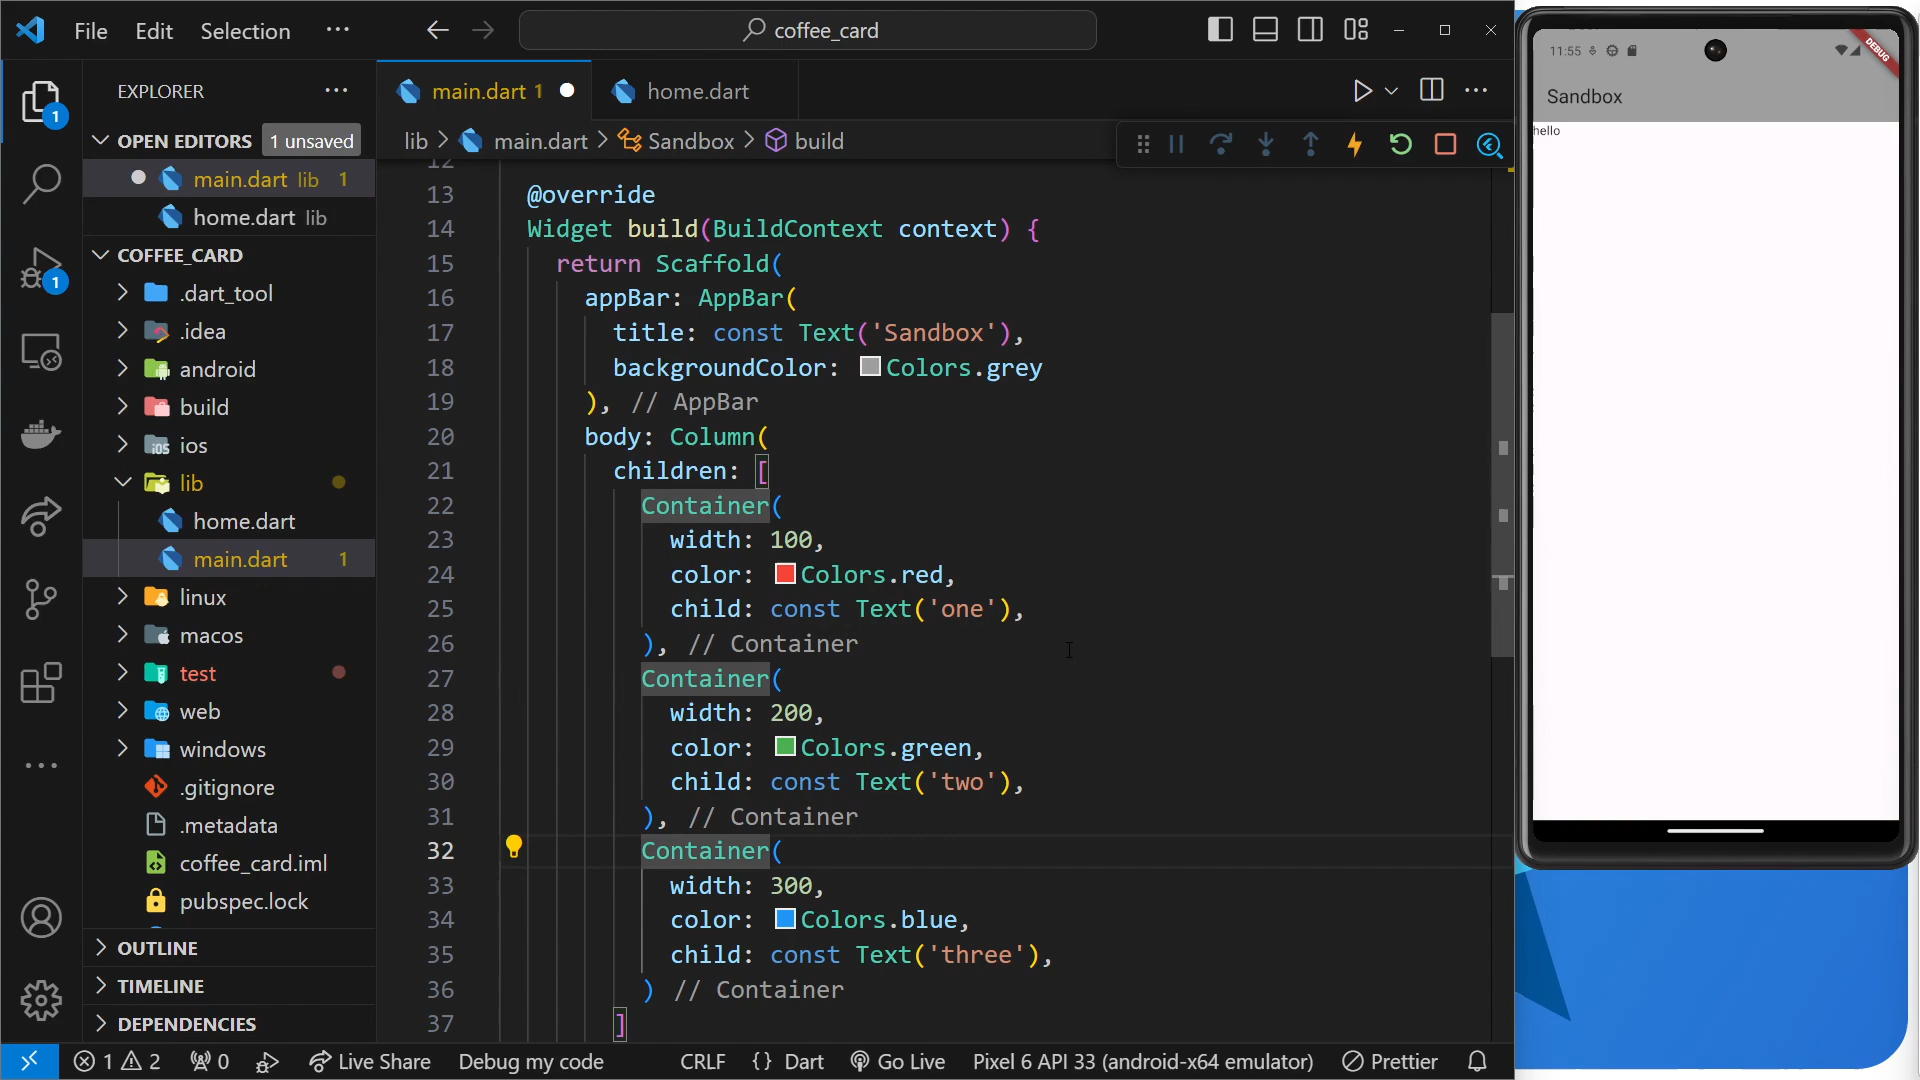 File Edit Selection ··· coffee_card
EXPLORER ···
OPEN EDITORS 1 unsaved
main.dart lib 1
home.dart lib
COFFEE_CARD
.dart_tool
.idea
android
build
ios
lib
home.dart
main.dart 1
linux
macos
test
web
windows
.gitignore
.metadata
coffee_card.iml
pubspec.lock
OUTLINE
TIMELINE
DEPENDENCIES
1
1
main.dart 1 home.dart
lib > main.dart > Sandbox > build
12
13 @override
14 Widget build(BuildContext context) {
15 return Scaffold(
16 appBar: AppBar(
17 title: const Text('Sandbox'),
18 backgroundColor: Colors.grey
19 ), // AppBar
20 body: Column(
21 children: [
22 Container(
23 width: 100,
24 color: Colors.red,
25 child: const Text('one'),
26 ), // Container
27 Container(
28 width: 200,
29 color: Colors.green,
30 child: const Text('two'),
31 ), // Container
32 Container(
33 width: 300,
34 color: Colors.blue,
35 child: const Text('three'),
36 ) // Container
37 ]
1 2 0 Live Share Debug my code CRLF {} Dart Go Live Pixel 6 API 33 (android-x64 emulator) Prettier
11:55
DEBUG
Sandbox
hello